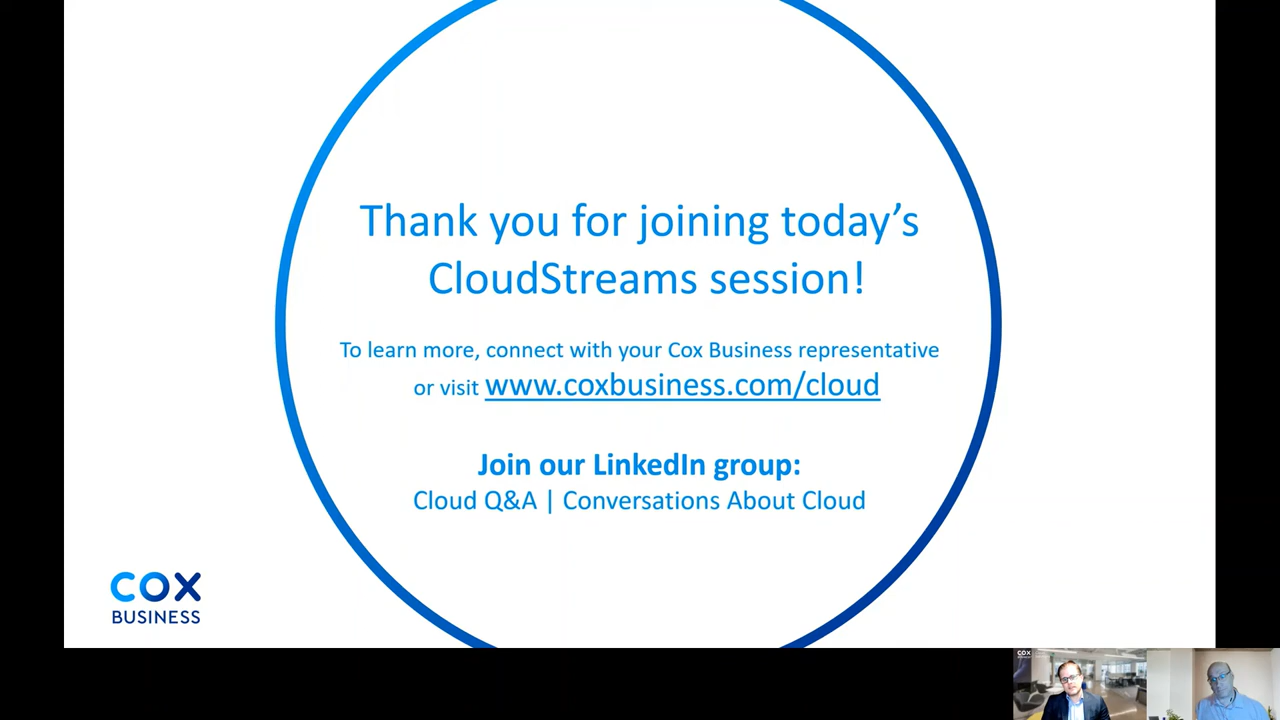 Thank you for joining today’s
CloudStreams session!
To learn more, connect with your Cox Business representative
or visit www.coxbusiness.com/cloud
Join our LinkedIn group:
Cloud Q&A | Conversations About Cloud
COX
BUSINESS
COX